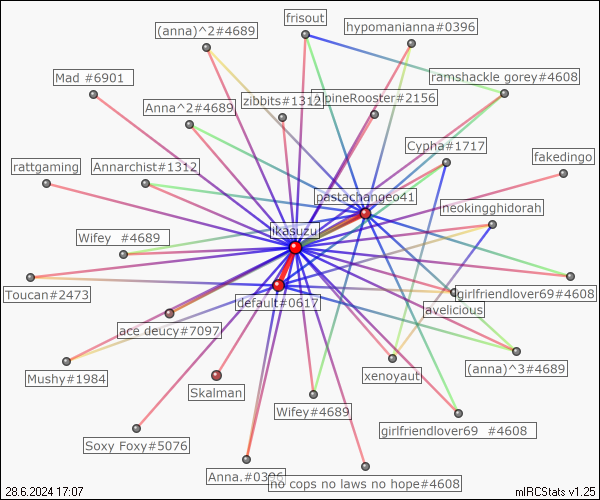 frisout
(anna)^2#4689
hypomanianna#0396
Mad #6901
ramshackle gorey#4608
zibbits#1312
pineRooster#2156
Anna^2#4689
Cypha#1717
fakedingo
rattgaming
Annarchist#1312
pastachangeo41
neokingghidorah
likasuzu
Wifey #4689
Toucan#2473
girlfriendlover69#4608
default#0617
avelicious
ace deucy#7097
(anna)^3#4689
xenoyaut
Mushy#1984
Skalman
Wifey#4689
girlfriendlover69 #4608
Soxy Foxy#5076
Anna.#0396
no cops no laws no hope#4608
28.6.2024 17:07
mIRCStats v1.25